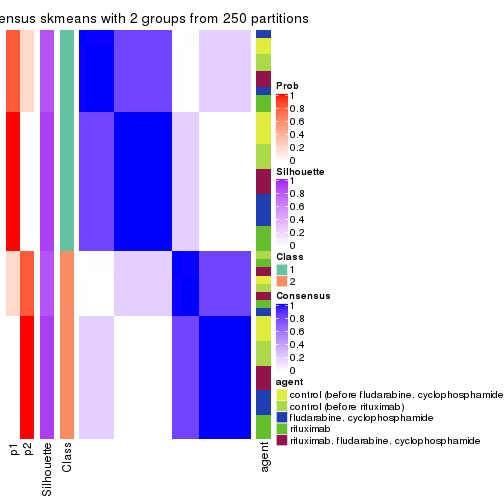 ensus skmeans with 2 groups from 250 partitions
Prob
1
0.8
0.6
0.4
0.2
0
Silhouette
1
0.8
0.6
0.4
0.2
0
Class
1
2
Consensus
1
0.8
0.6
0.4
0.2
0
agent
control (before fludarabine. cyclophosphamide
control (before rituximab)
fludarabine. cyclophosphamide
rituximab
rituximab. fludarabine. cyclophosphamide
p1
p2
Silhouette
Class
agent